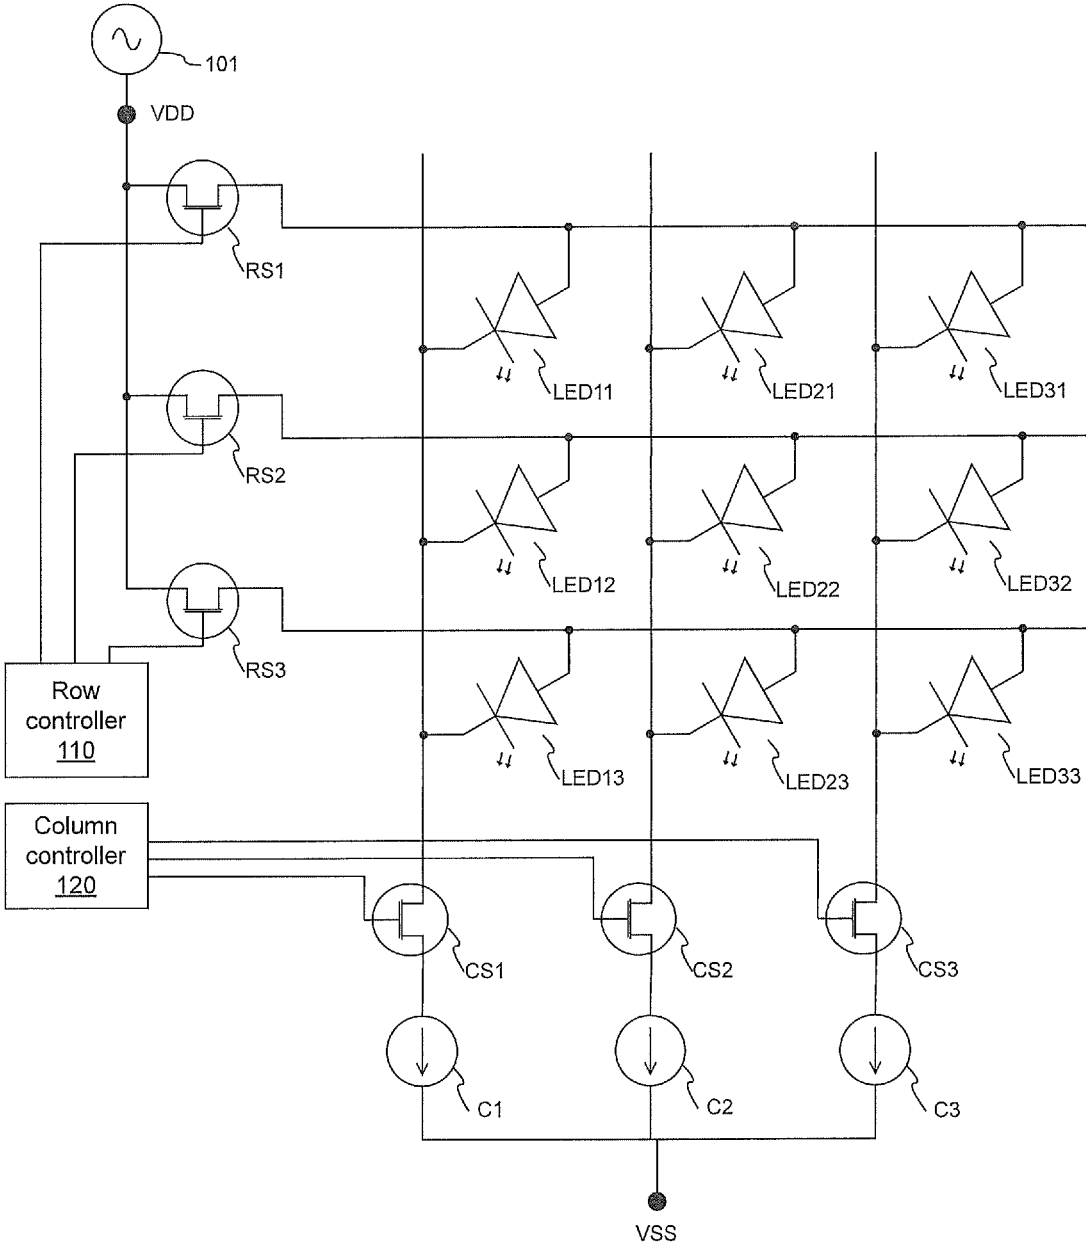 101
VDD
RS1
LED11
LED21
LED31
RS2
LED12
LED22
LED32
RS3
LED13
LED23
LED33
Row
controller
110
Column
controller
120
CS1
CS2
CS3
C1
C2
C3
VSS